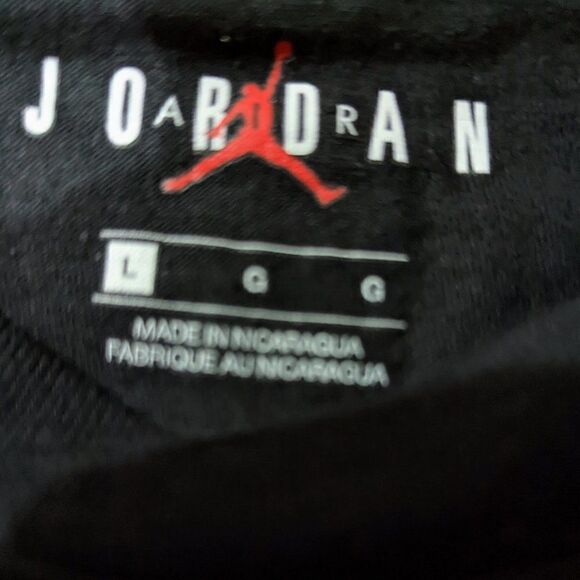 JORDAN
AIR
L G G
MADE IN NICARAGUA
FABRIQUE AU NICARAGUA